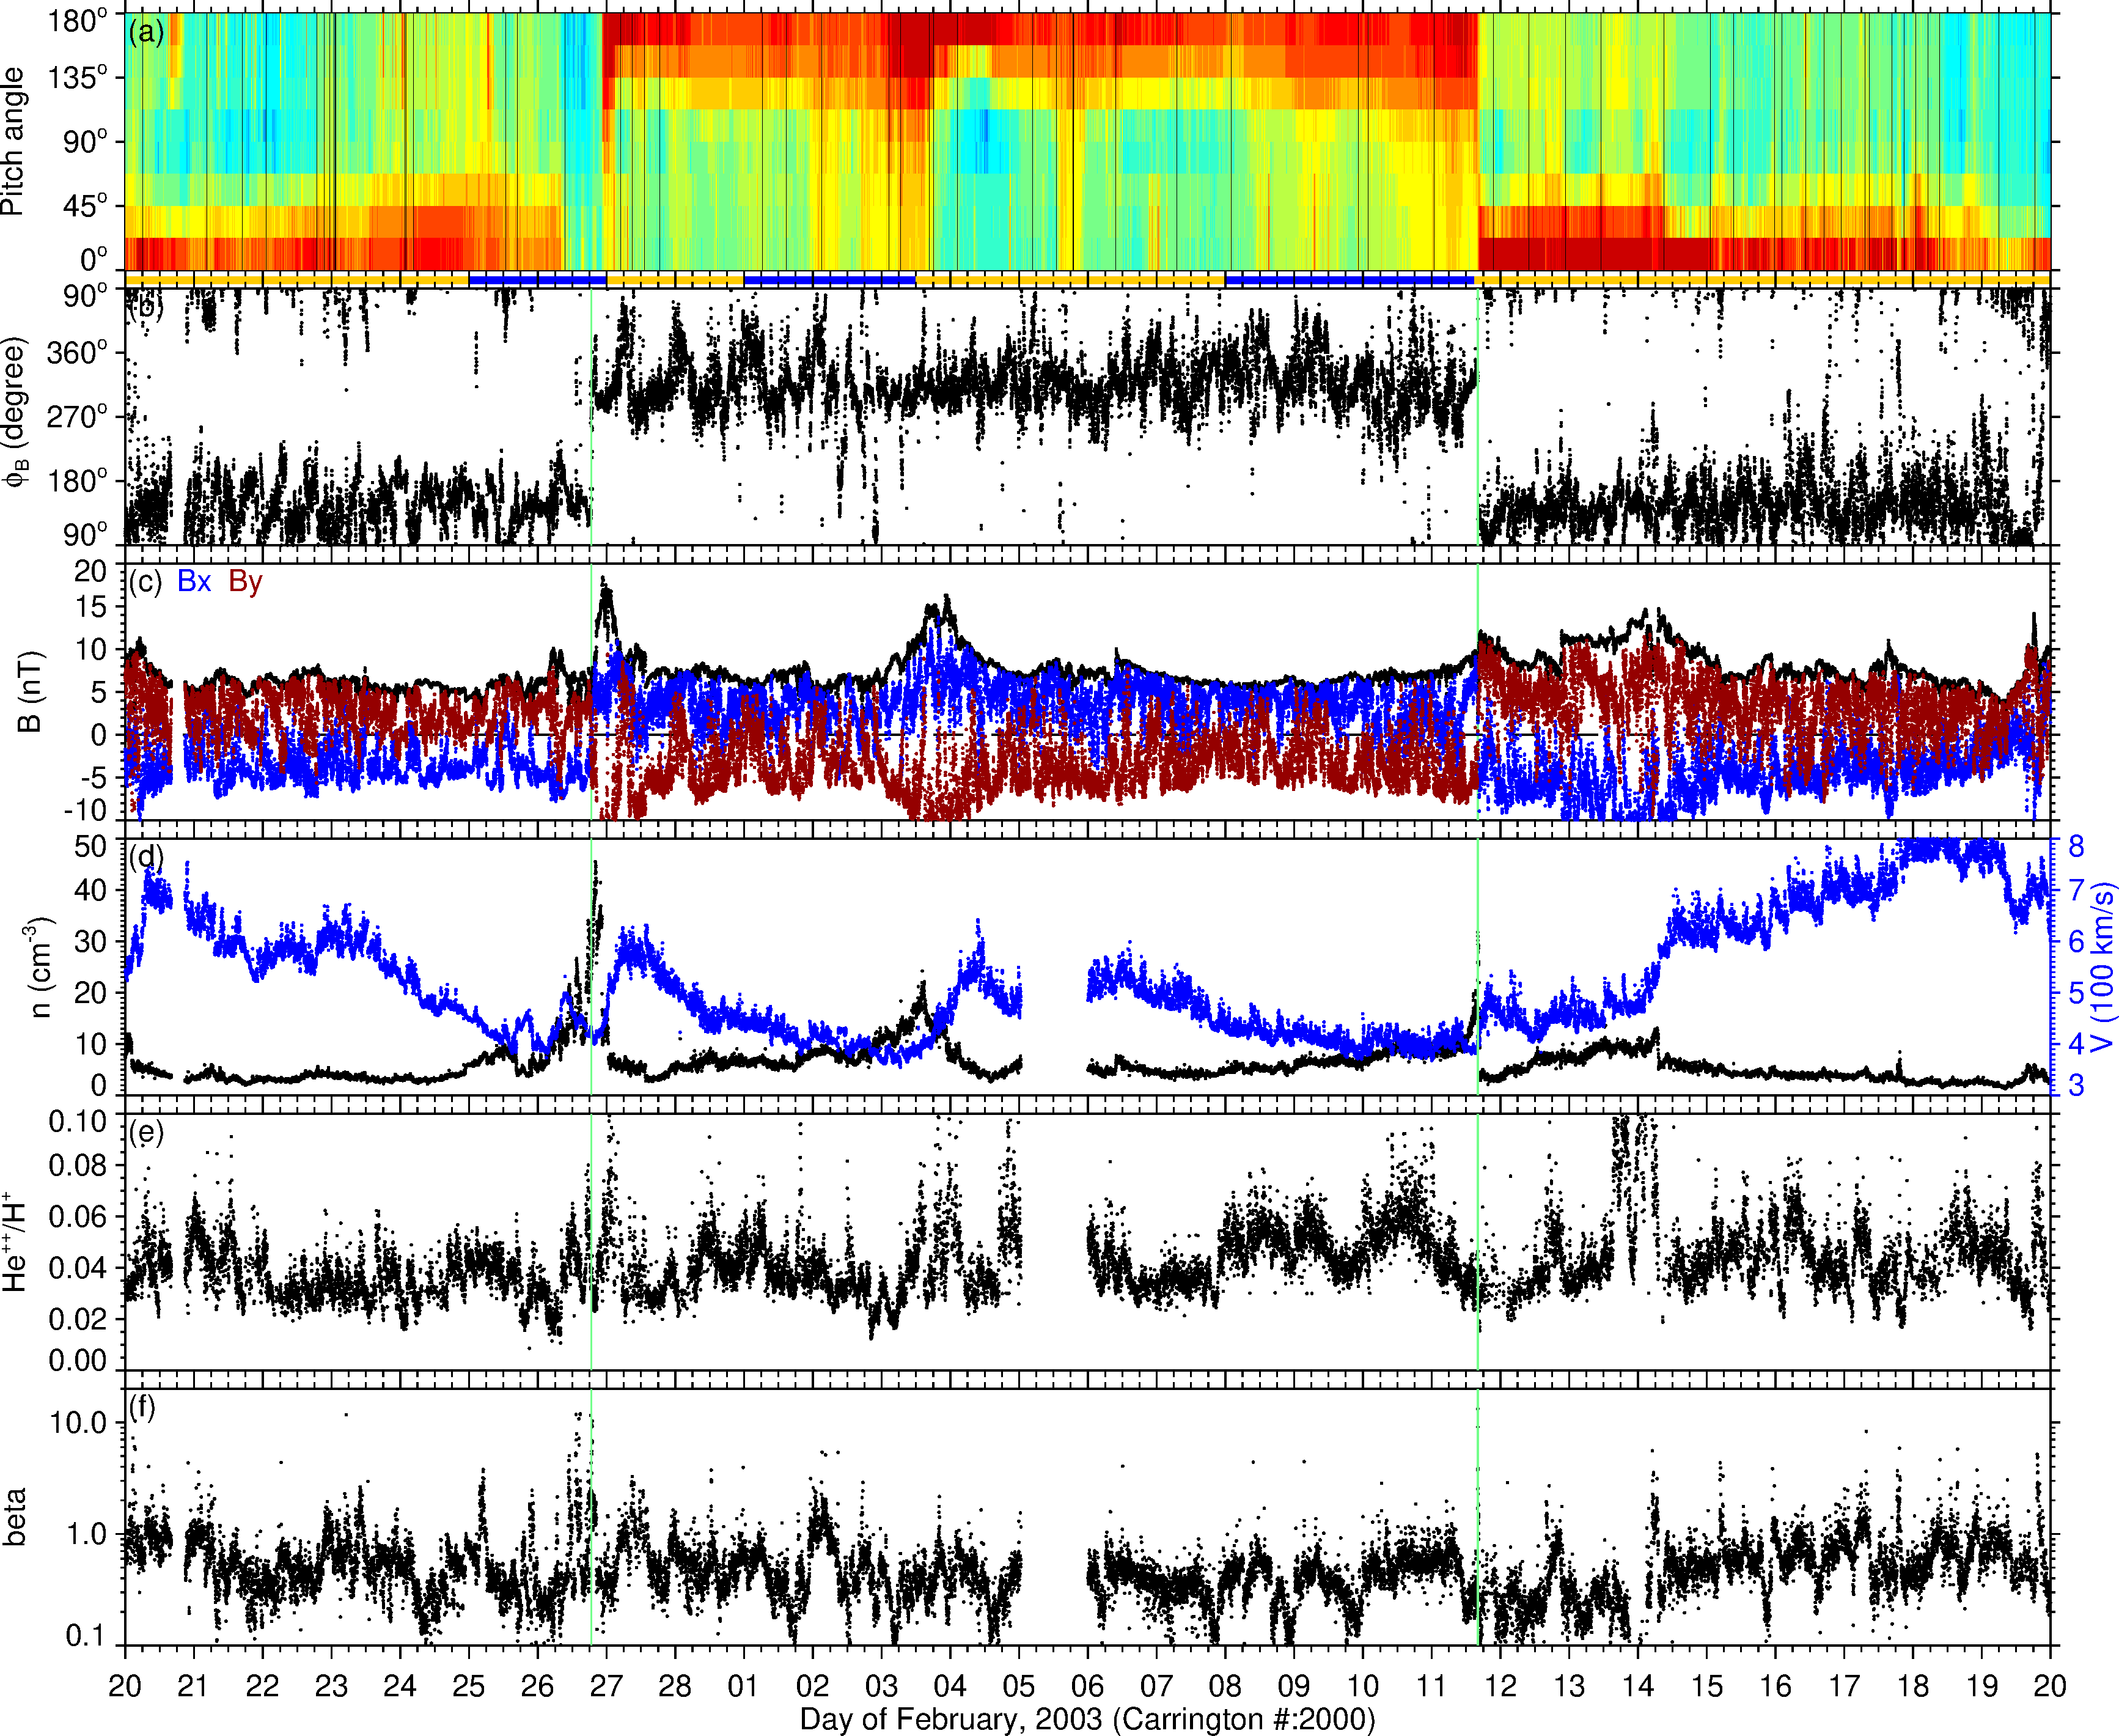 180°
135°
90°
45°
0°
Pitch angle
(a)
90°
360°
270°
180°
90°
ϕB (degree)
(b)
20
15
10
5
0
-5
-10
B (nT)
(c) Bx By
50
40
30
20
10
0
n (cm-3)
(d)
8
7
6
5
4
3
V (100 km/s)
0.10
0.08
0.06
0.04
0.02
0.00
He++/H+
(e)
10.0
1.0
0.1
beta
(f)
20 21 22 23 24 25 26 27 28 01 02 03 04 05 06 07 08 09 10 11 12 13 14 15 16 17 18 19 20
Day of February, 2003 (Carrington #:2000)